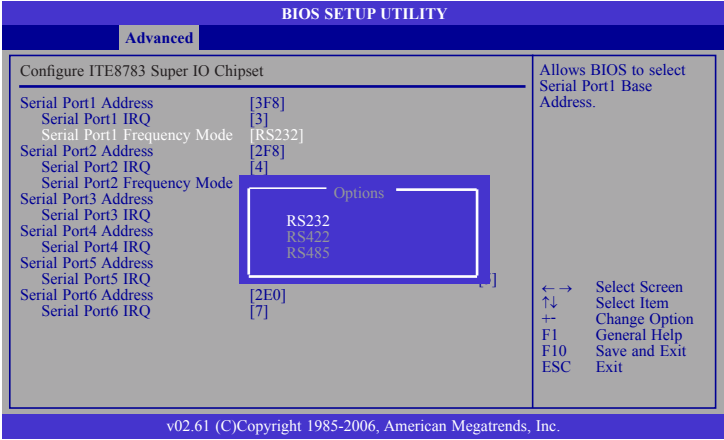 BIOS SETUP UTILITY
Advanced
Configure ITE8783 Super IO Chipset
Serial Port1 Address [3F8]
Serial Port1 IRQ [3]
Serial Port1 Frequency Mode [RS232]
Serial Port2 Address [2F8]
Serial Port2 IRQ [4]
Serial Port2 Frequency Mode
Serial Port3 Address
Serial Port3 IRQ
Serial Port4 Address
Serial Port4 IRQ
Serial Port5 Address
Serial Port5 IRQ
Serial Port6 Address [2E0]
Serial Port6 IRQ [7]
Options
RS232
RS422
RS485
Allows BIOS to select
Serial Port1 Base
Address.
←→ Select Screen
↑↓ Select Item
+- Change Option
F1 General Help
F10 Save and Exit
ESC Exit
v02.61 (C)Copyright 1985-2006, American Megatrends, Inc.